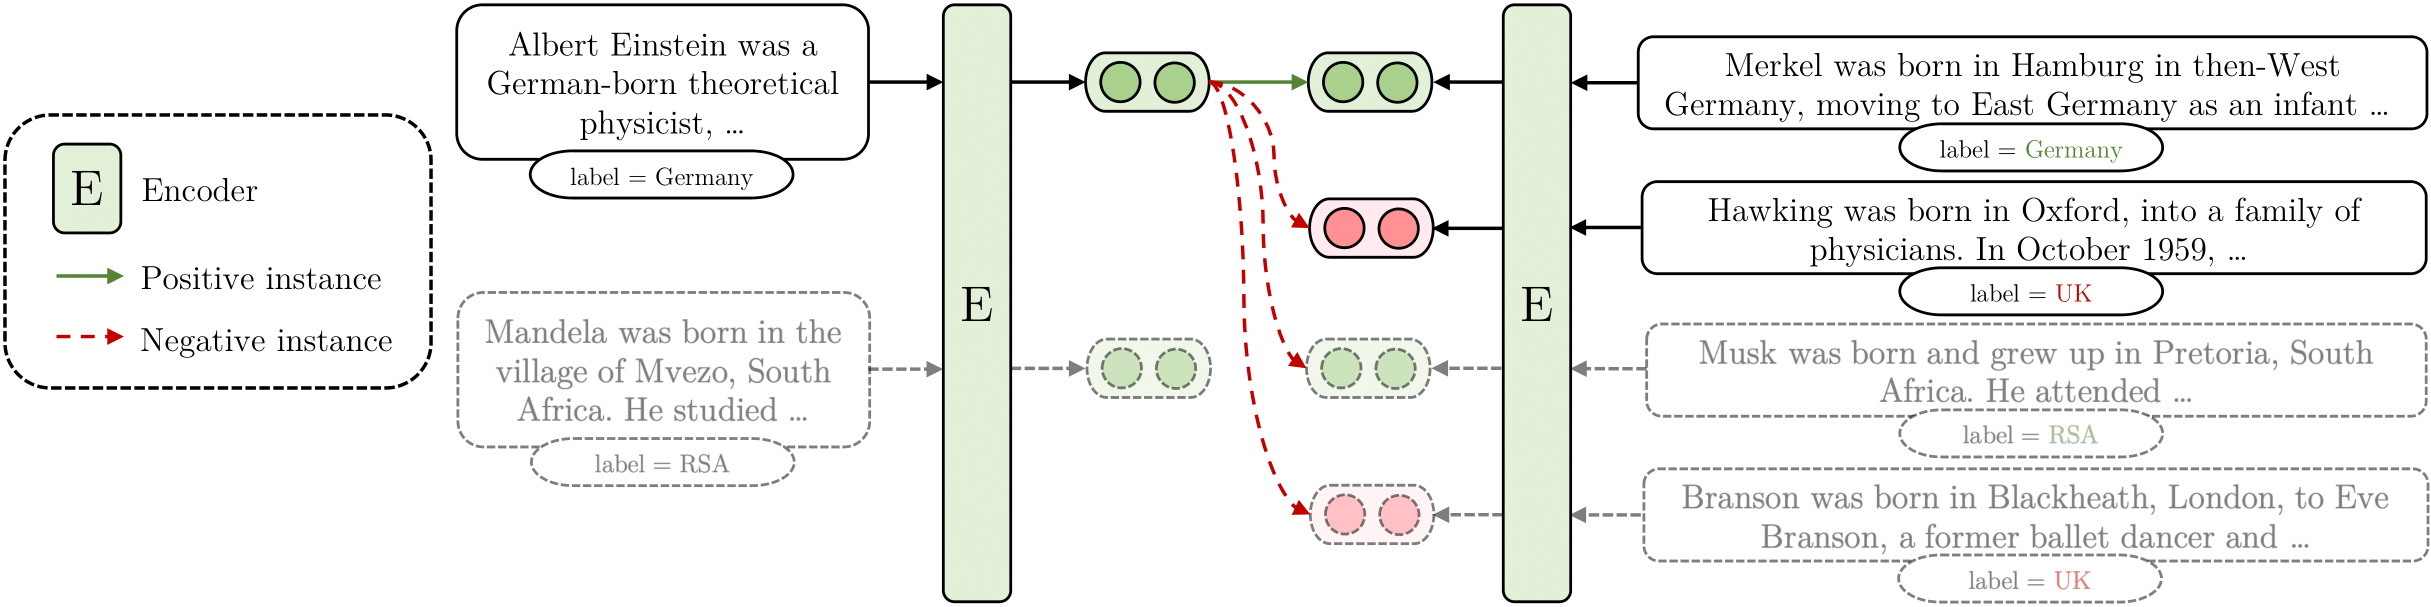 E
Encoder
Positive instance
Negative instance
Albert Einstein was a
German-born theoretical
physicist, ...
label = Germany
Mandela was born in the
village of Mvezo, South
Africa. He studied ...
label = RSA
E
E
Merkel was born in Hamburg in then-West
Germany, moving to East Germany as an infant ...
label = Germany
Hawking was born in Oxford, into a family of
physicians. In October 1959, ...
label = UK
Musk was born and grew up in Pretoria, South
Africa. He attended ...
label = RSA
Branson was born in Blackheath, London, to Eve
Branson, a former ballet dancer and ...
label = UK